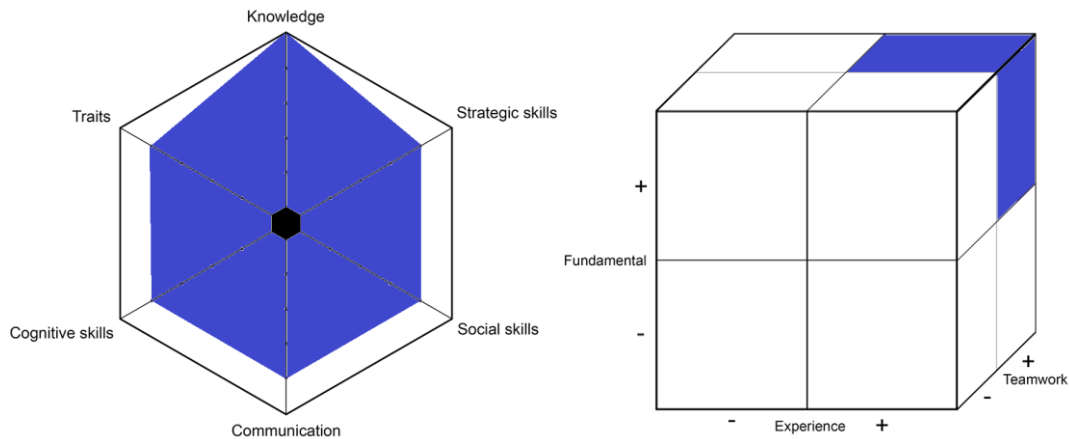 Knowledge
Traits
Strategic skills
Cognitive skills
Social skills
Communication
+
Fundamental
-
+
Teamwork
-
-
Experience
+